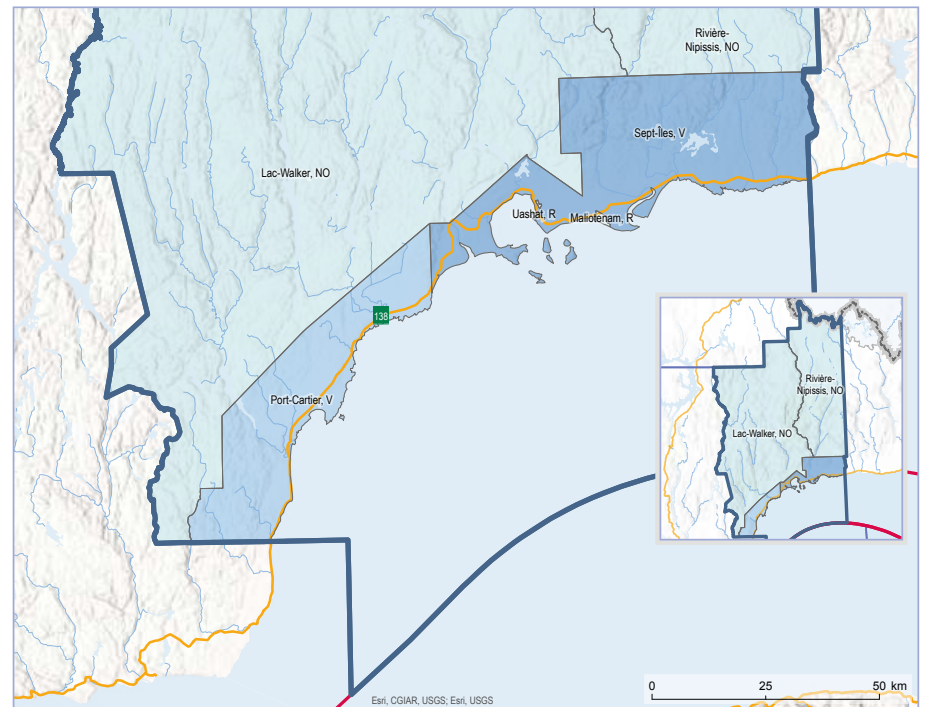 Rivière-
Nipissis, NO
Sept-Îles, V
Lac-Walker, NO
Uashat, R
Maliotenam, R
138
Port-Cartier, V
Rivière-
Nipissis, NO
Lac-Walker, NO
0 25 50 km
Esri, CGIAR, USGS; Esri, USGS